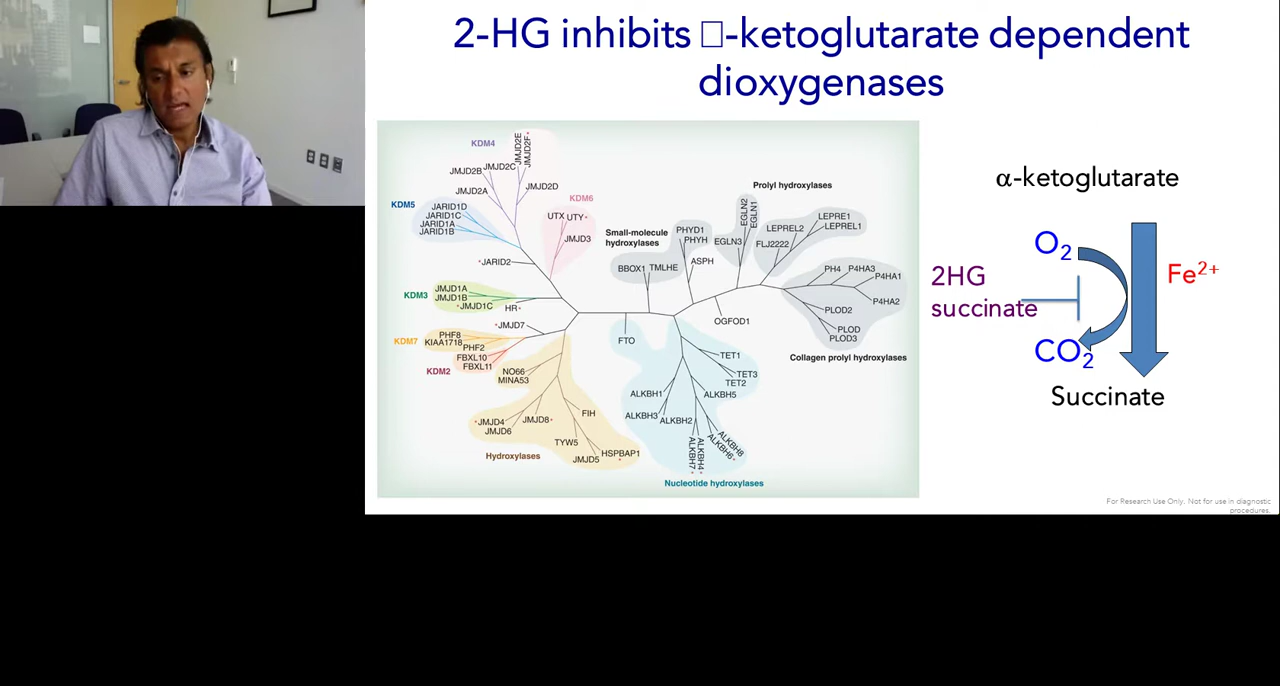 2-HG inhibits □-ketoglutarate dependent
dioxygenases
KDM4
JMJD2E
JMJD2F*
JMJD2C
JMJD2B
JMJD2A
JMJD2D
KDM5
JARID1D
JARID1C
JARID1A
JARID1B
KDM6
UTX
UTY*
JMJD3
*JARID2
KDM3
JMJD1A
JMJD1B
*JMJD1C
HR*
*JMJD7
KDM7
PHF8
KIAA1718
PHF2
KDM2
FBXL10
FBXL11
NO66
MINA53
*JMJD4
JMJD6
JMJD8*
FIH
TYW5
JMJD5
HSPBAP1
*
Hydroxylases
Small-molecule
hydroxylases
BBOX1
TMLHE
PHYD1
PHYH
ASPH
Prolyl hydroxylases
EGLN2
EGLN1
EGLN3
LEPREL2
FLJ2222
LEPRE1
LEPREL1
PH4
P4HA3
P4HA1
P4HA2
PLOD2
PLOD
PLOD3
Collagen prolyl hydroxylases
OGFOD1
FTO
TET1
TET3
TET2
ALKBH1
ALKBH5
ALKBH3
ALKBH2
ALKBH8
ALKBH6*
ALKBH7*
ALKBH4*
Nucleotide hydroxylases
α-ketoglutarate
O₂
Fe²⁺
2HG
succinate
CO₂
Succinate
For Research Use Only. Not for use in diagnostic
procedures.